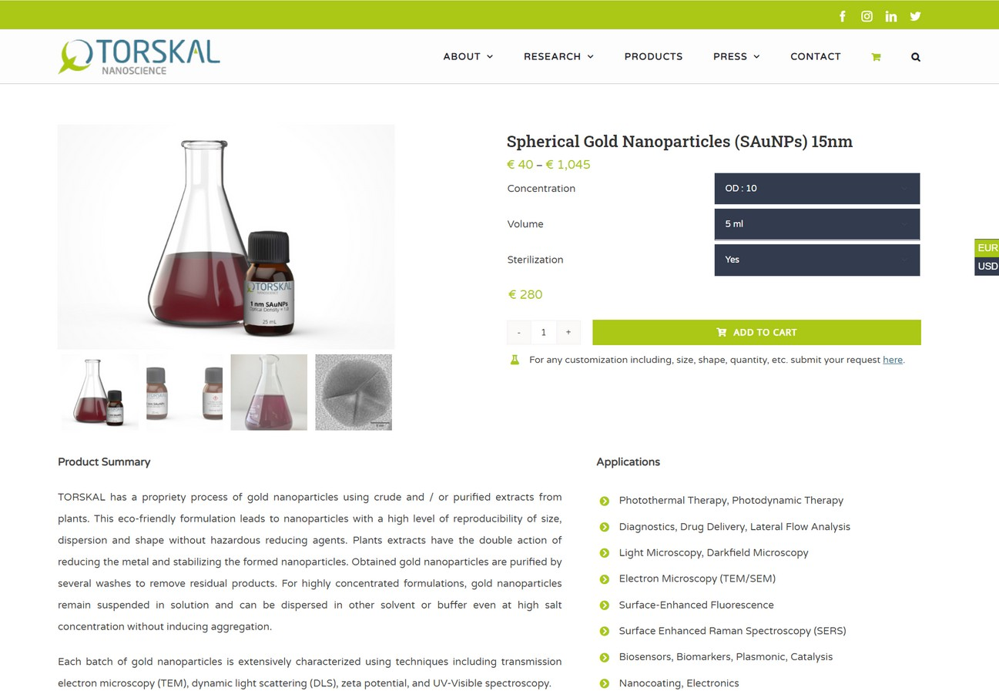 TORSKAL
NANOSCIENCE
ABOUT
RESEARCH
PRODUCTS
PRESS
CONTACT
Spherical Gold Nanoparticles (SAuNPs) 15nm
€ 40 – € 1,045
Concentration
OD : 10
Volume
5 ml
Sterilization
Yes
EUR
USD
€ 280
- 1 +
ADD TO CART
For any customization including, size, shape, quantity, etc. submit your request here.
TORSKAL
NANOSCIENCE
1 nm SAuNPs
Optical Density = 1.0
25 mL
Product Summary
TORSKAL has a propriety process of gold nanoparticles using crude and / or purified extracts from
plants. This eco-friendly formulation leads to nanoparticles with a high level of reproducibility of size,
dispersion and shape without hazardous reducing agents. Plants extracts have the double action of
reducing the metal and stabilizing the formed nanoparticles. Obtained gold nanoparticles are purified by
several washes to remove residual products. For highly concentrated formulations, gold nanoparticles
remain suspended in solution and can be dispersed in other solvent or buffer even at high salt
concentration without inducing aggregation.
Each batch of gold nanoparticles is extensively characterized using techniques including transmission
electron microscopy (TEM), dynamic light scattering (DLS), zeta potential, and UV-Visible spectroscopy.
Applications
Photothermal Therapy, Photodynamic Therapy
Diagnostics, Drug Delivery, Lateral Flow Analysis
Light Microscopy, Darkfield Microscopy
Electron Microscopy (TEM/SEM)
Surface-Enhanced Fluorescence
Surface Enhanced Raman Spectroscopy (SERS)
Biosensors, Biomarkers, Plasmonic, Catalysis
Nanocoating, Electronics